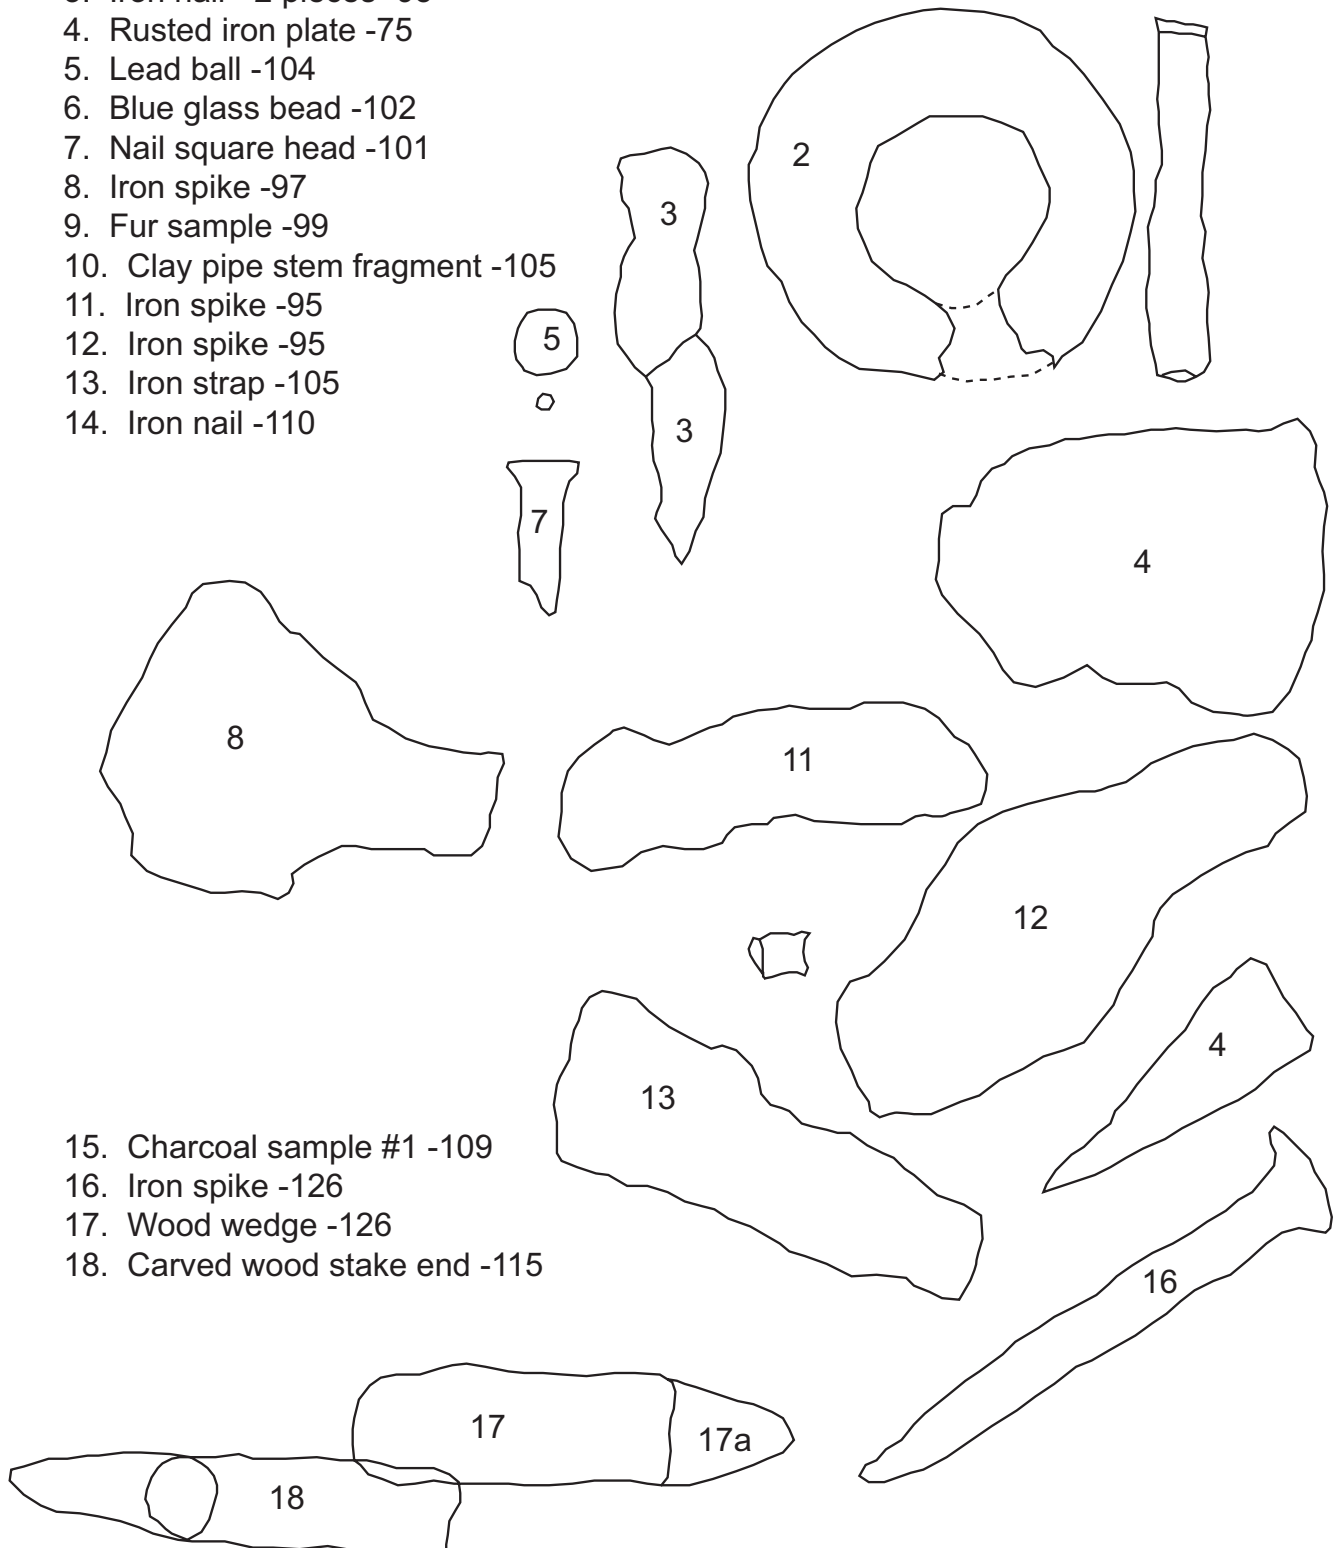 4. Rusted iron plate -75
5. Lead ball -104
6. Blue glass bead -102
7. Nail square head -101
8. Iron spike -97
9. Fur sample -99
10. Clay pipe stem fragment -105
11. Iron spike -95
12. Iron spike -95
13. Iron strap -105
14. Iron nail -110
2
3
5
3
7
4
8
11
12
4
13
15. Charcoal sample #1 -109
16. Iron spike -126
17. Wood wedge -126
18. Carved wood stake end -115
16
17
17a
18